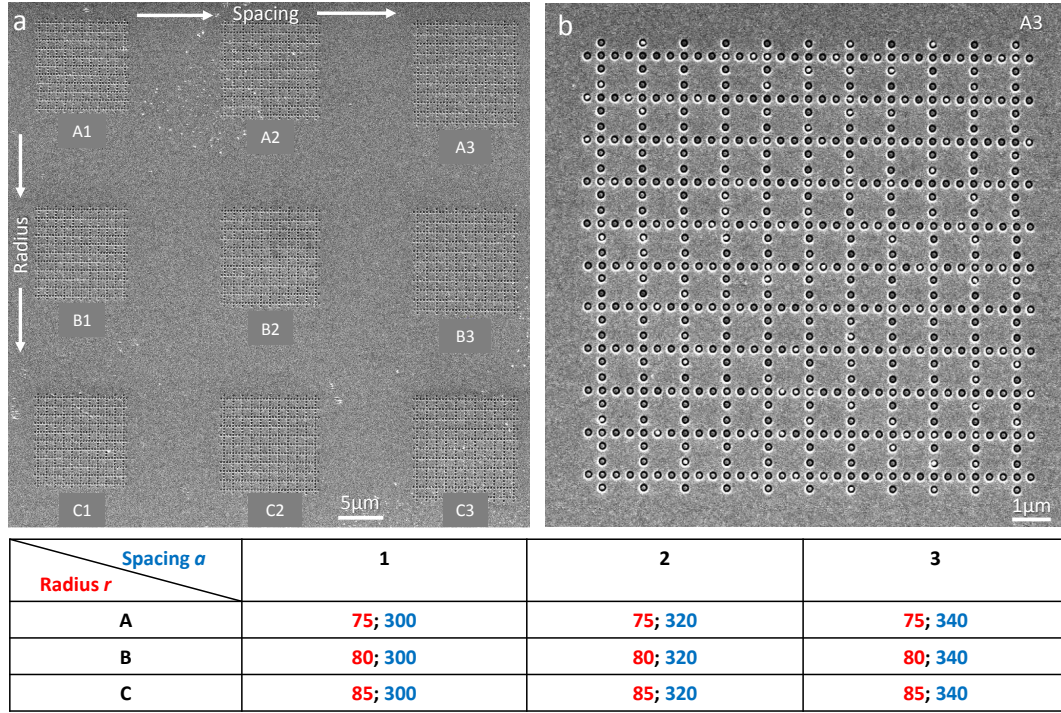 a
Spacing
A1
A2
A3
Radius
B1
B2
B3
C1
C2
C3
5μm
b
A3
1μm
Spacing a 1 2 3
Radius r
A 75; 300 75; 320 75; 340
B 80; 300 80; 320 80; 340
C 85; 300 85; 320 85; 340